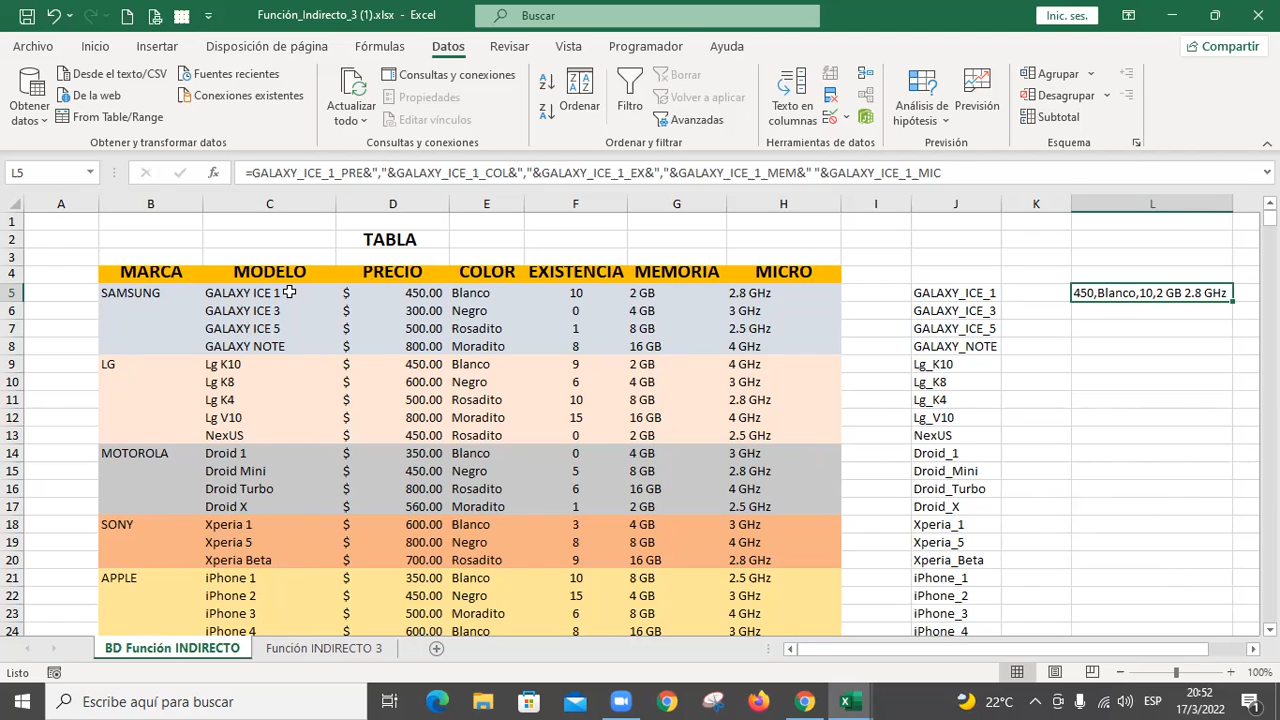 Función_Indirecto_3 (1).xlsx - Excel
Buscar
Inic. ses.
Archivo Inicio Insertar Disposición de página Fórmulas Datos Revisar Vista Programador Ayuda
Compartir
Obtener datos
Desde el texto/CSV
De la web
From Table/Range
Fuentes recientes
Conexiones existentes
Obtener y transformar datos
Actualizar todo
Consultas y conexiones
Propiedades
Editar vínculos
Consultas y conexiones
Ordenar
Filtro
Borrar
Volver a aplicar
Avanzadas
Ordenar y filtrar
Texto en columnas
Herramientas de datos
Análisis de hipótesis
Previsión
Previsión
Agrupar
Desagrupar
Subtotal
Esquema
L5
fx
=GALAXY_ICE_1_PRE&","&GALAXY_ICE_1_COL&","&GALAXY_ICE_1_EX&","&GALAXY_ICE_1_MEM&" "&GALAXY_ICE_1_MIC
A B C D E F G H I J K L
1
2 TABLA
3
4 MARCA MODELO PRECIO COLOR EXISTENCIA MEMORIA MICRO
5 SAMSUNG GALAXY ICE 1 $ 450.00 Blanco 10 2 GB 2.8 GHz GALAXY_ICE_1 450,Blanco,10,2 GB 2.8 GHz
6 GALAXY ICE 3 $ 300.00 Negro 0 4 GB 3 GHz GALAXY_ICE_3
7 GALAXY ICE 5 $ 500.00 Rosadito 1 8 GB 2.5 GHz GALAXY_ICE_5
8 GALAXY NOTE $ 800.00 Moradito 8 16 GB 4 GHz GALAXY_NOTE
9 LG Lg K10 $ 450.00 Blanco 9 2 GB 4 GHz Lg_K10
10 Lg K8 $ 600.00 Negro 6 4 GB 3 GHz Lg_K8
11 Lg K4 $ 500.00 Rosadito 10 8 GB 2.8 GHz Lg_K4
12 Lg V10 $ 800.00 Moradito 15 16 GB 4 GHz Lg_V10
13 NexUS $ 450.00 Rosadito 0 2 GB 2.5 GHz NexUS
14 MOTOROLA Droid 1 $ 350.00 Blanco 0 4 GB 3 GHz Droid_1
15 Droid Mini $ 450.00 Negro 5 8 GB 2.8 GHz Droid_Mini
16 Droid Turbo $ 800.00 Rosadito 6 16 GB 4 GHz Droid_Turbo
17 Droid X $ 560.00 Moradito 1 2 GB 2.5 GHz Droid_X
18 SONY Xperia 1 $ 600.00 Blanco 3 4 GB 3 GHz Xperia_1
19 Xperia 5 $ 800.00 Negro 8 8 GB 4 GHz Xperia_5
20 Xperia Beta $ 700.00 Rosadito 9 16 GB 2.8 GHz Xperia_Beta
21 APPLE iPhone 1 $ 350.00 Blanco 10 8 GB 2.5 GHz iPhone_1
22 iPhone 2 $ 450.00 Negro 15 4 GB 3 GHz iPhone_2
23 iPhone 3 $ 500.00 Moradito 6 8 GB 4 GHz iPhone_3
24 iPhone 4 $ 600.00 Blanco 8 16 GB 3 GHz iPhone_4
BD Función INDIRECTO Función INDIRECTO 3
Listo
100%
Escribe aquí para buscar
22°C
ESP
20:52
17/3/2022
1